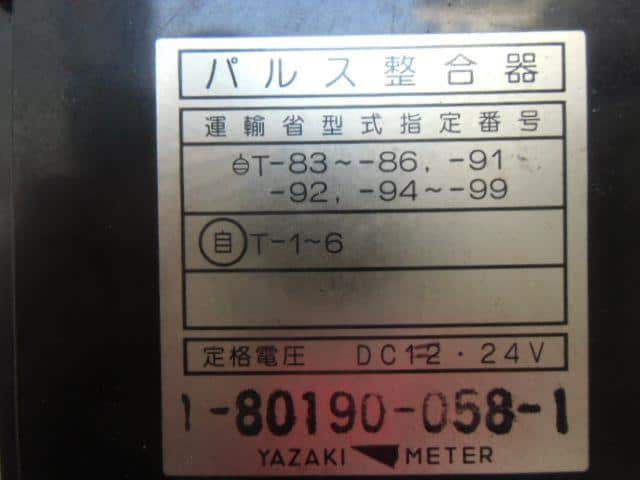 パルス整合器
運輸省型式指定番号
T-83~-86, -91
-92, -94~-99
自 T-1~6
定格電圧 DC12・24V
1-80190-058-1
YAZAKI METER